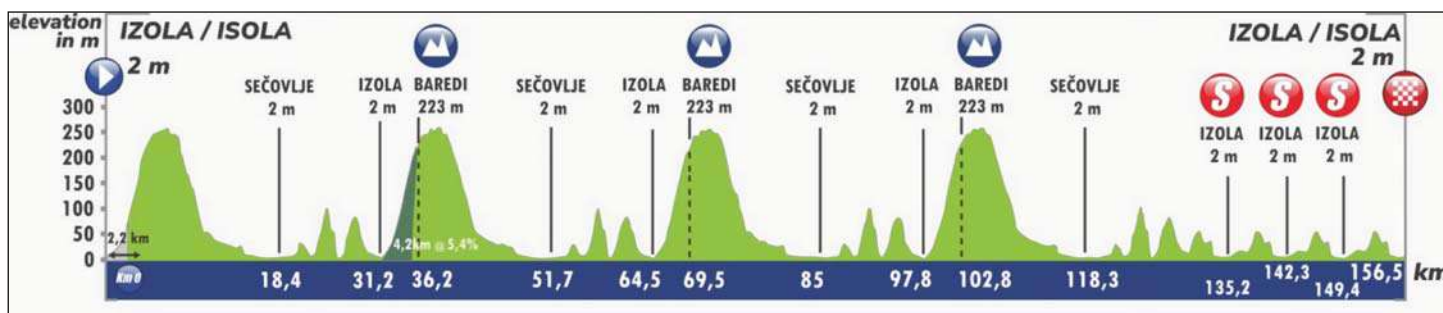 elevation
in m
IZOLA / ISOLA
2 m
IZOLA / ISOLA
2 m
SEČOVLJE
2 m
IZOLA
2 m
BAREDI
223 m
SEČOVLJE
2 m
IZOLA
2 m
BAREDI
223 m
SEČOVLJE
2 m
IZOLA
2 m
BAREDI
223 m
SEČOVLJE
2 m
S
IZOLA
2 m
S
IZOLA
2 m
S
IZOLA
2 m
300
250
200
150
100
50
0
2,2 km
4,2km @ 5,4%
Km 0
18,4
31,2
36,2
51,7
64,5
69,5
85
97,8
102,8
118,3
135,2
142,3
149,4
156,5
km